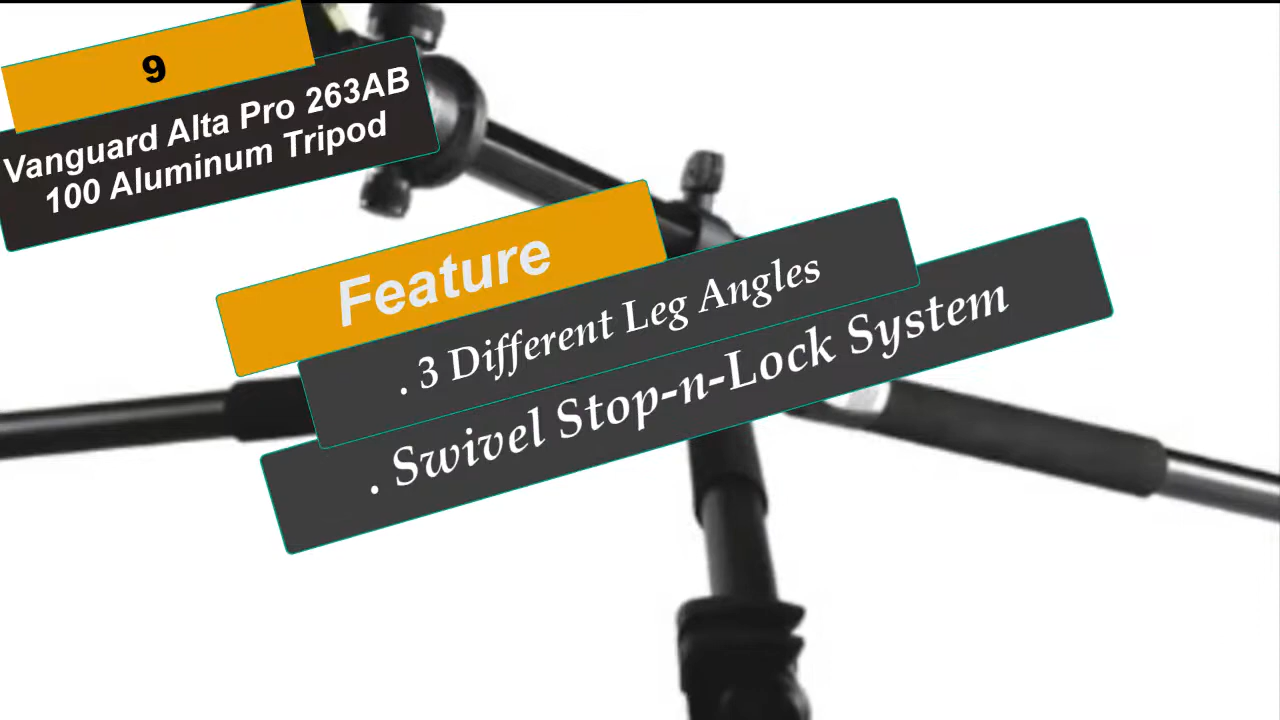 9
Vanguard Alta Pro 263AB
100 Aluminum Tripod
Feature
. 3 Different Leg Angles
. Swivel Stop-n-Lock System